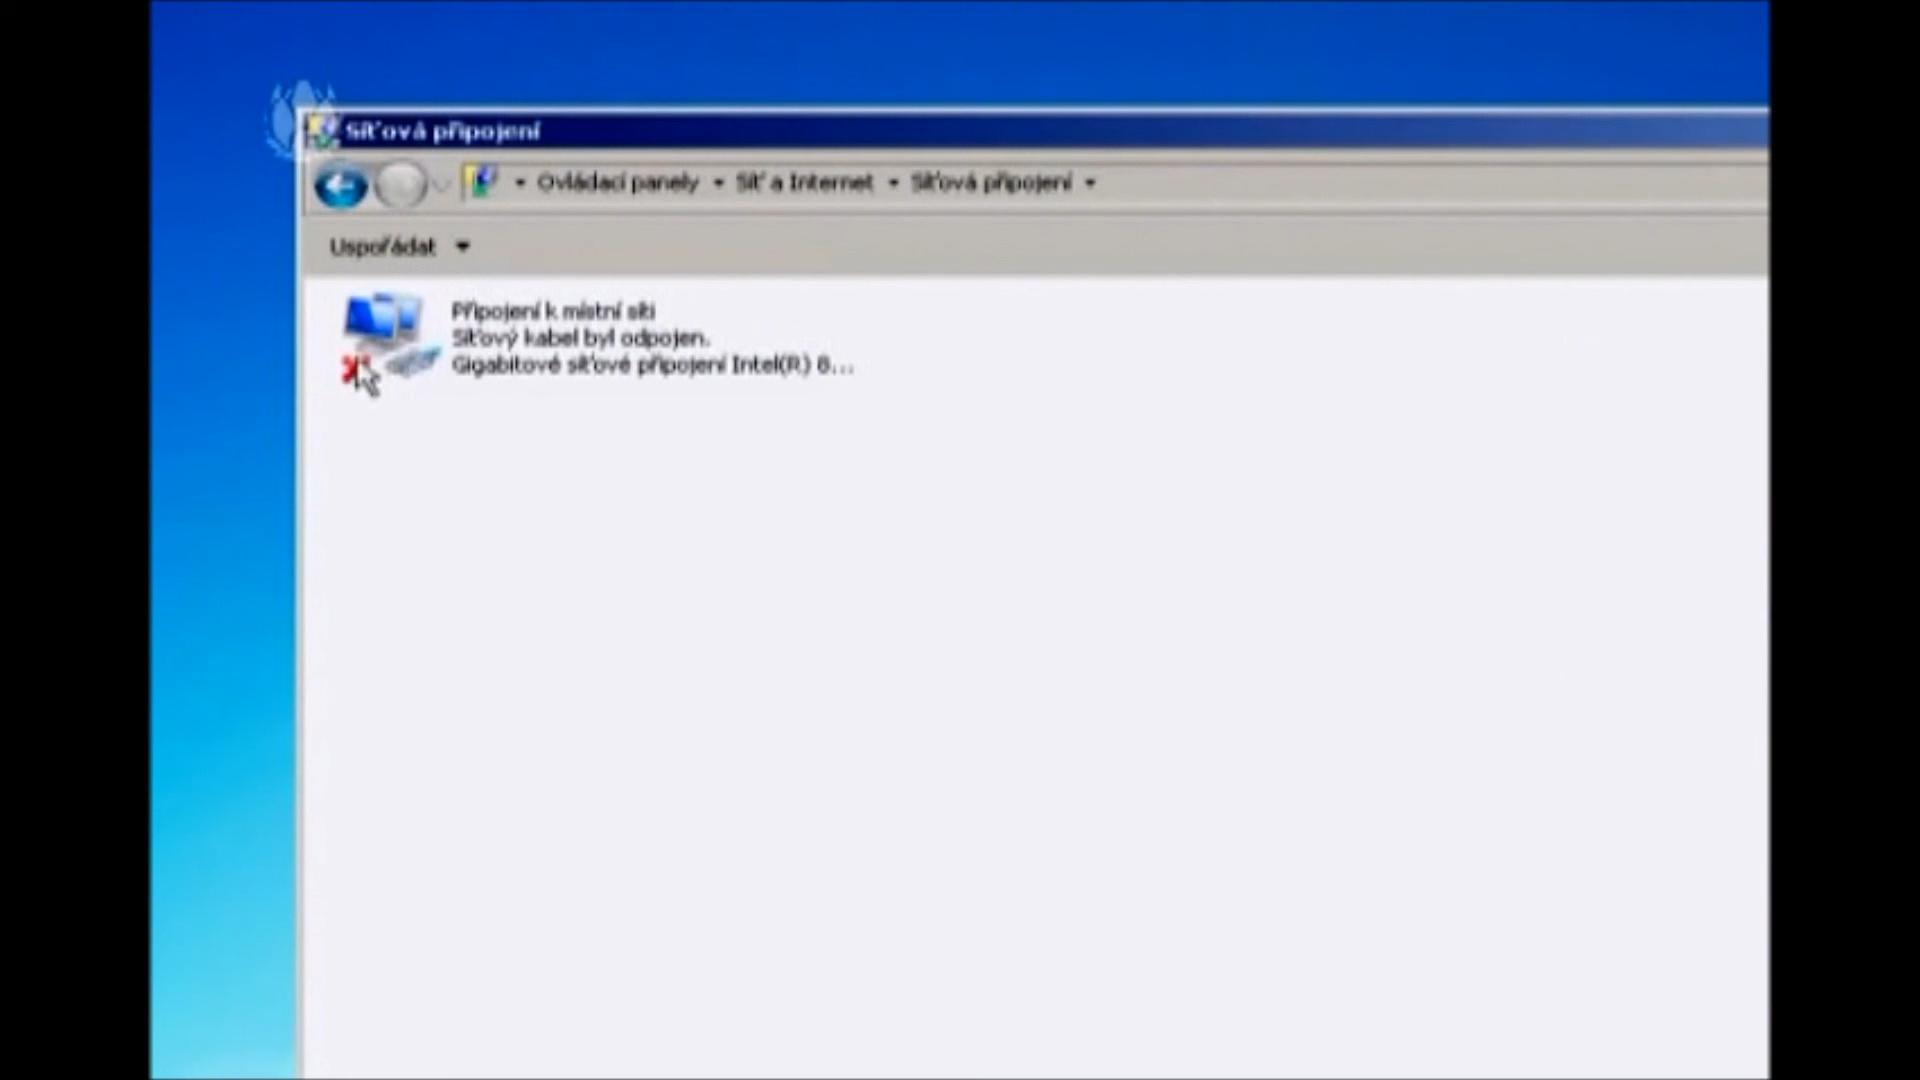 Síťová připojení
Ovládací panely Síť a Internet Síťová připojení
Uspořádat
Připojení k místní síti
Síťový kabel byl odpojen.
Gigabitové síťové připojení Intel(R) 8...